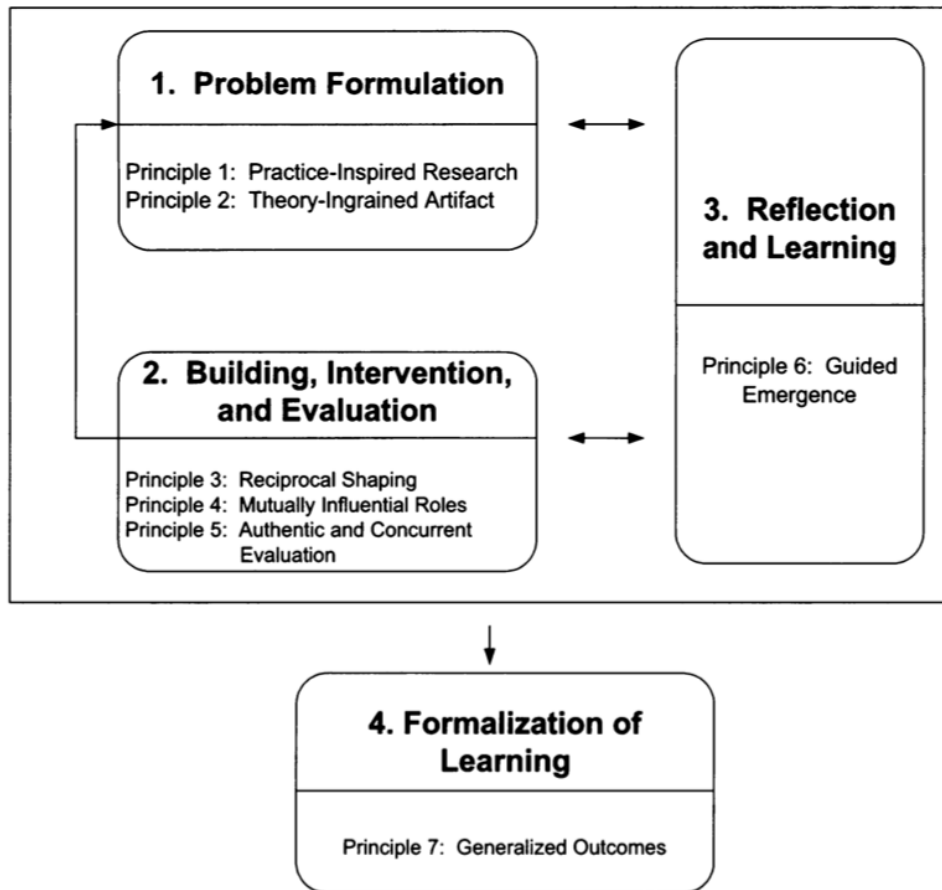 1. Problem Formulation
Principle 1: Practice-Inspired Research
Principle 2: Theory-Ingrained Artifact
2. Building, Intervention,
and Evaluation
Principle 3: Reciprocal Shaping
Principle 4: Mutually Influential Roles
Principle 5: Authentic and Concurrent
Evaluation
3. Reflection
and Learning
Principle 6: Guided
Emergence
4. Formalization of
Learning
Principle 7: Generalized Outcomes